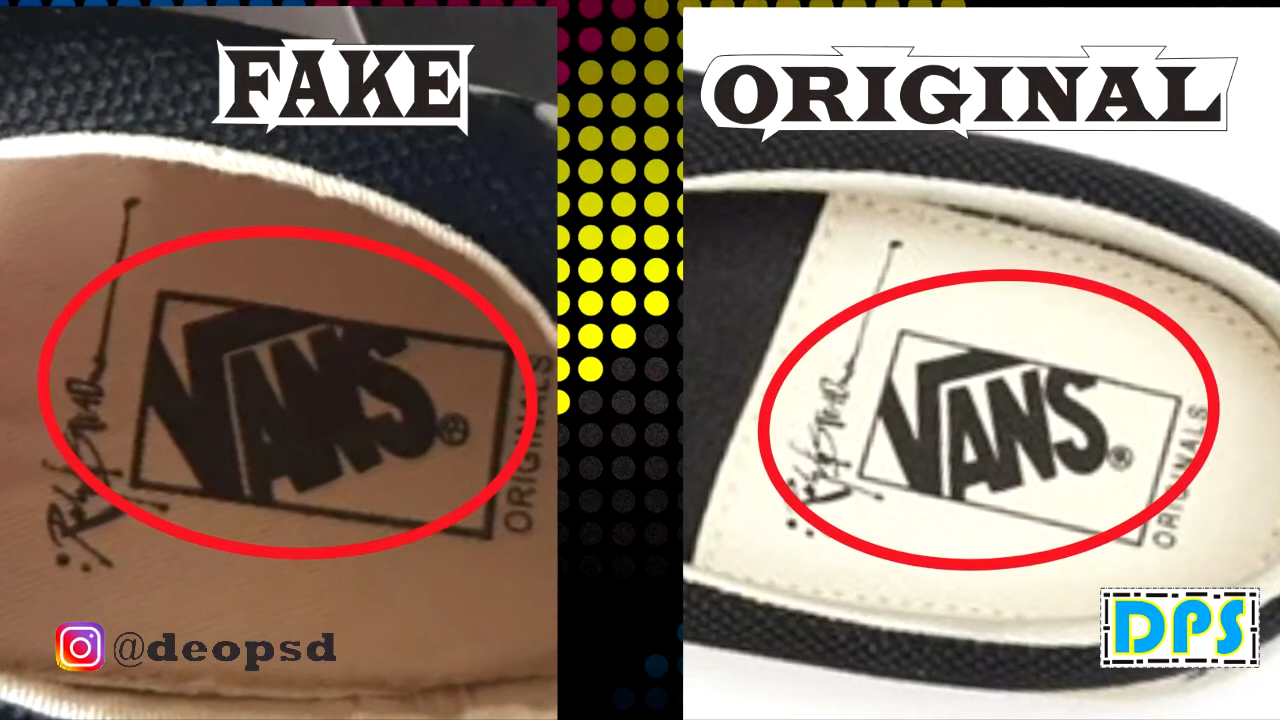 FAKE
VANS®
ORIGINALS
@deopsd
ORIGINAL
VANS®
ORIGINALS
DPS